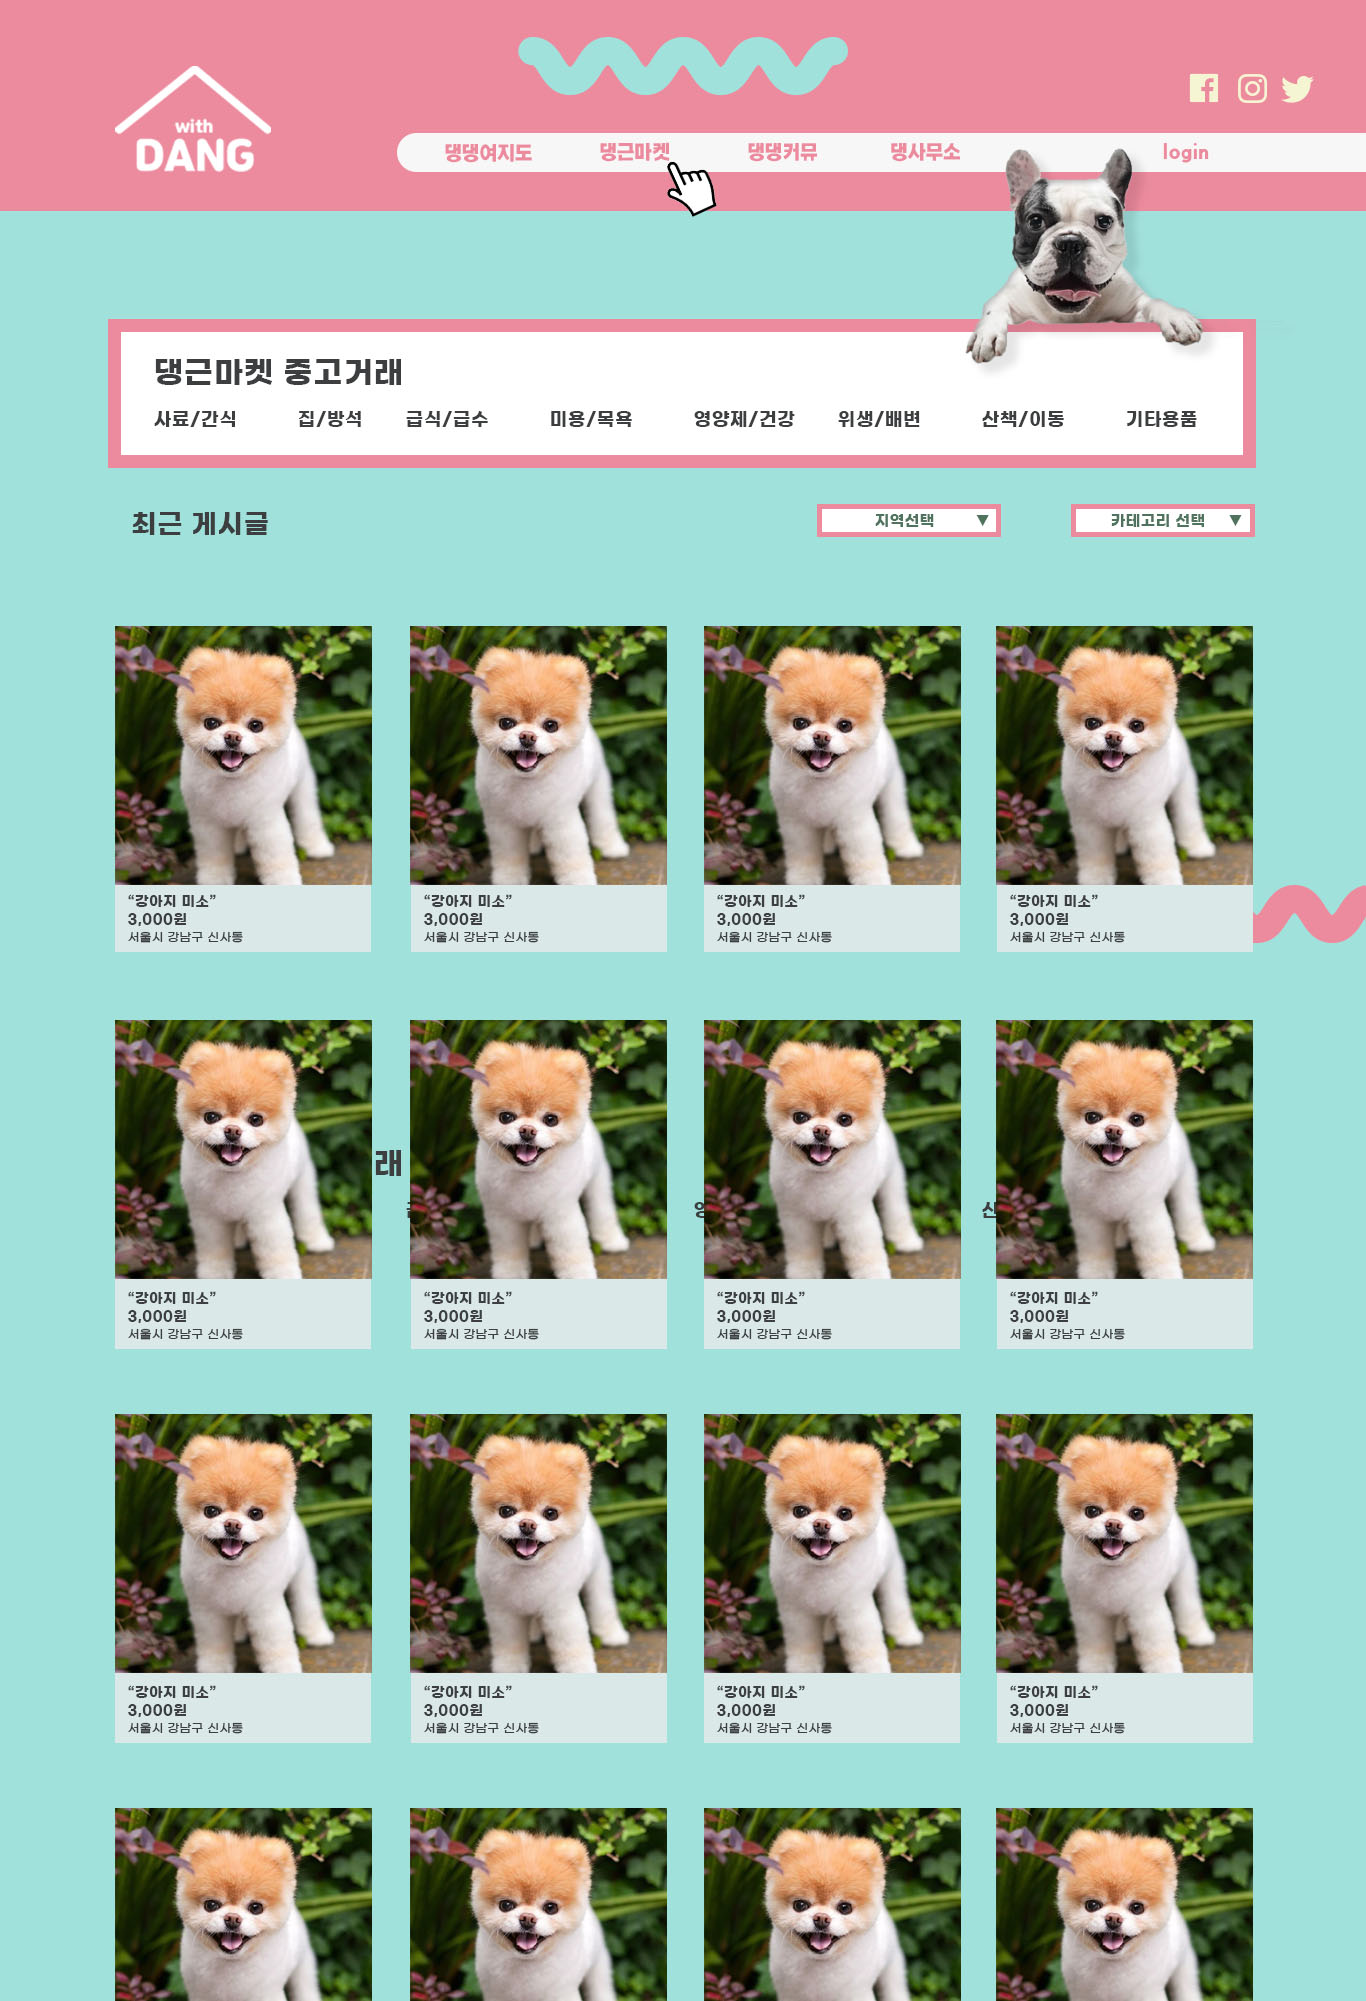 with
DANG
댕댕여지도 댕근마켓 댕댕커뮤 댕사무소 login
댕근마켓 중고거래
사료/간식 집/방석 급식/급수 미용/목욕 영양제/건강 위생/배변 산책/이동 기타용품
최근 게시글 지역선택 ▼ 카테고리 선택 ▼
“강아지 미소” “강아지 미소” “강아지 미소” “강아지 미소”
3,000원 3,000원 3,000원 3,000원
서울시 강남구 신사동 서울시 강남구 신사동 서울시 강남구 신사동 서울시 강남구 신사동
래
“강아지 미소” “강아지 미소” “강아지 미소” “강아지 미소”
3,000원 3,000원 3,000원 3,000원
서울시 강남구 신사동 서울시 강남구 신사동 서울시 강남구 신사동 서울시 강남구 신사동
“강아지 미소” “강아지 미소” “강아지 미소” “강아지 미소”
3,000원 3,000원 3,000원 3,000원
서울시 강남구 신사동 서울시 강남구 신사동 서울시 강남구 신사동 서울시 강남구 신사동